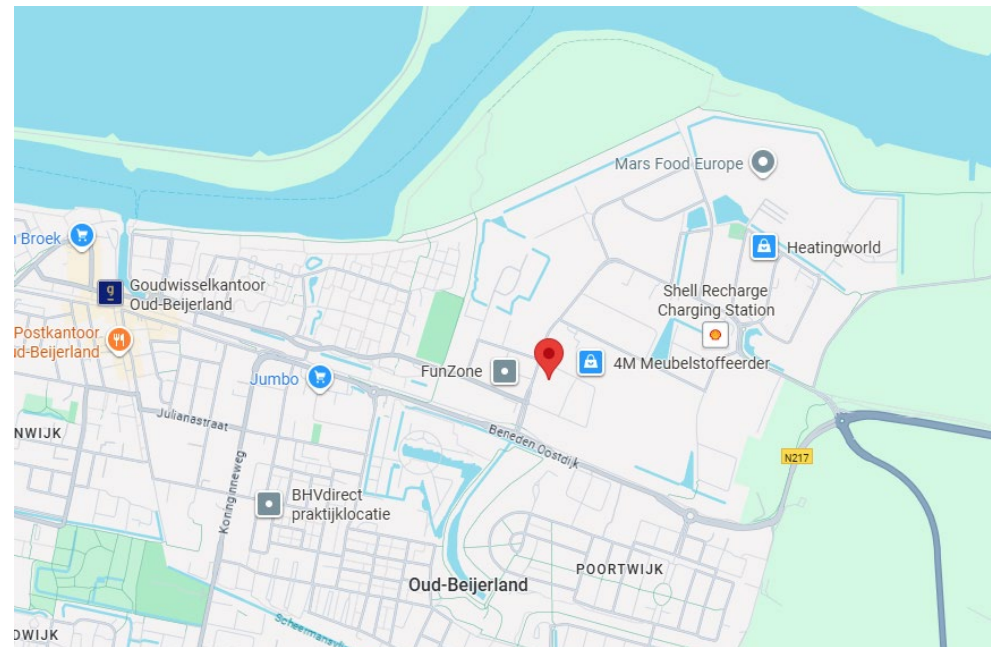 Mars Food Europe
Broek
Heatingworld
g
Goudwisselkantoor
Oud-Beijerland
Shell Recharge
Charging Station
Postkantoor
ud-Beijerland
4M Meubelstoffeerder
FunZone
Jumbo
Julianastraat
Beneden Oostdijk
NWIJK
N217
Koninginneweg
BHVdirect
praktijklocatie
POORTWIJK
Oud-Beijerland
DWIJK